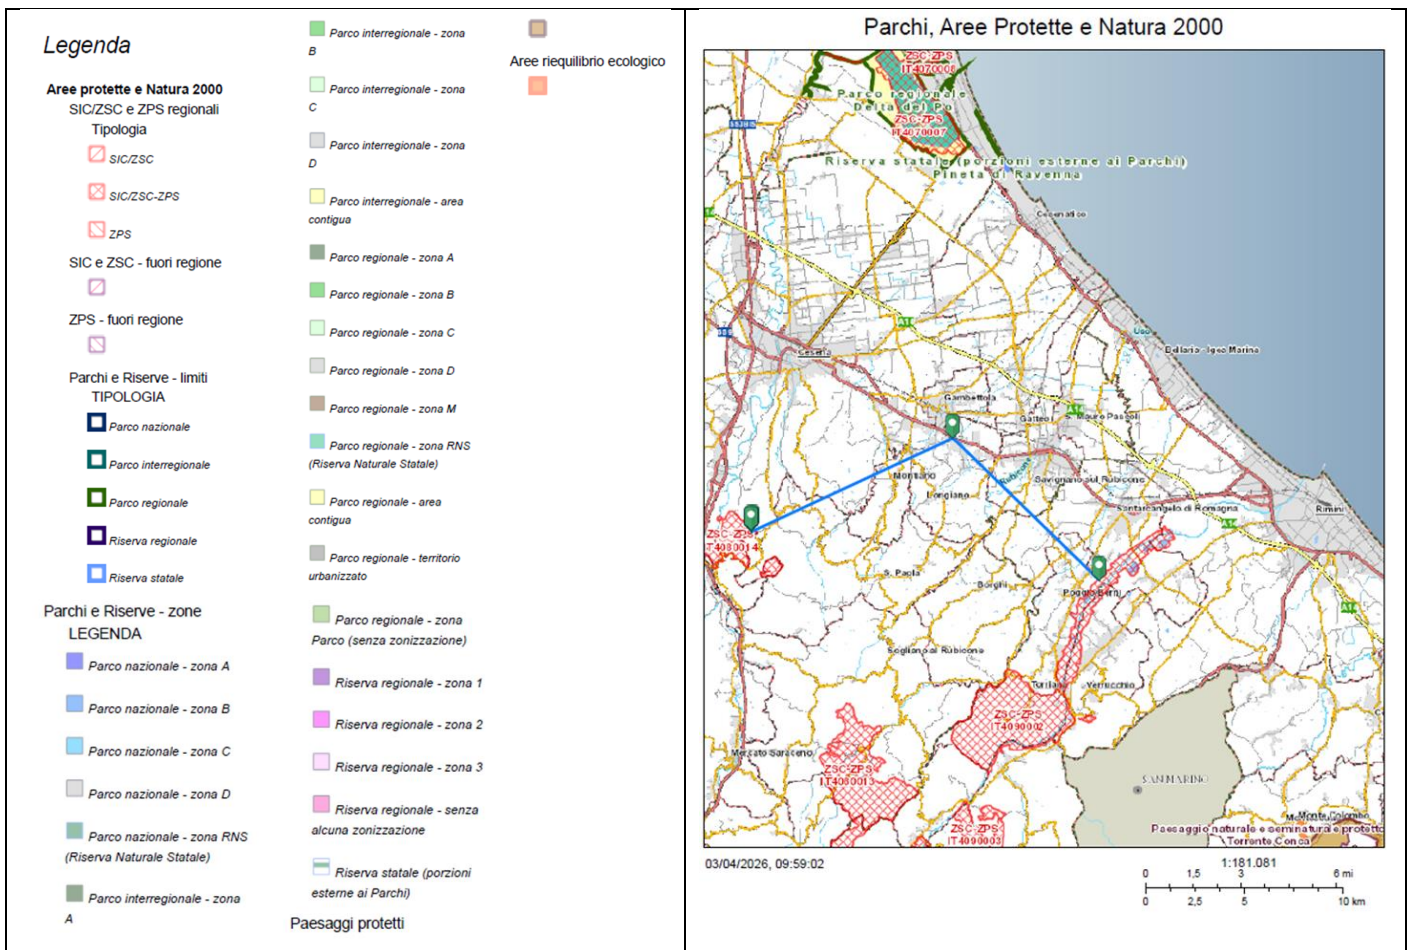 Legenda
Aree protette e Natura 2000
SIC/ZSC e ZPS regionali
Tipologia
SIC/ZSC
SIC/ZSC-ZPS
ZPS
SIC e ZSC - fuori regione
ZPS - fuori regione
Parchi e Riserve - limiti
TIPOLOGIA
Parco nazionale
Parco interregionale
Parco regionale
Riserva regionale
Riserva statale
Parchi e Riserve - zone
LEGENDA
Parco nazionale - zona A
Parco nazionale - zona B
Parco nazionale - zona C
Parco nazionale - zona D
Parco nazionale - zona RNS
(Riserva Naturale Statale)
Parco interregionale - zona
A
Parco interregionale - zona
B
Parco interregionale - zona
C
Parco interregionale - zona
D
Parco interregionale - area
contigua
Parco regionale - zona A
Parco regionale - zona B
Parco regionale - zona C
Parco regionale - zona D
Parco regionale - zona M
Parco regionale - zona RNS
(Riserva Naturale Statale)
Parco regionale - area
contigua
Parco regionale - territorio
urbanizzato
Parco regionale - zona
Parco (senza zonizzazione)
Riserva regionale - zona 1
Riserva regionale - zona 2
Riserva regionale - zona 3
Riserva regionale - senza
alcuna zonizzazione
Riserva statale (porzioni
esterne ai Parchi)
Paesaggi protetti
Aree riequilibrio ecologico
Parchi, Aree Protette e Natura 2000
ZSC-ZPS
IT4070008
Parco regionale
Delta del Po
ZSC-ZPS
IT4070007
Riserva statale (porzioni esterne ai Parchi)
Pineta di Ravenna
Cesenatico
A14
Uso
Bellaria - Igea Marina
Cesena
Gambettola
A14
Gatteo
S. Mauro Pascoli
Montiano
Longiano
Rubicone
Savignano sul Rubicone
Santarcangelo di Romagna
A14
Rimini
ZSC-ZPS
IT4080014
S. Paola
Borghi
Poggio Berni
A14
Sogliano al Rubicone
Torriana
Verrucchio
ZSC-ZPS
IT4090002
Mercato Saraceno
ZSC-ZPS
IT4080013
SAN MARINO
ZSC-ZPS
IT4090003
Paesaggio naturale e seminaturale protetto
Torrente Conca
03/04/2026, 09:59:02
1:181.081
0 1,5 3 6 mi
0 2,5 5 10 km